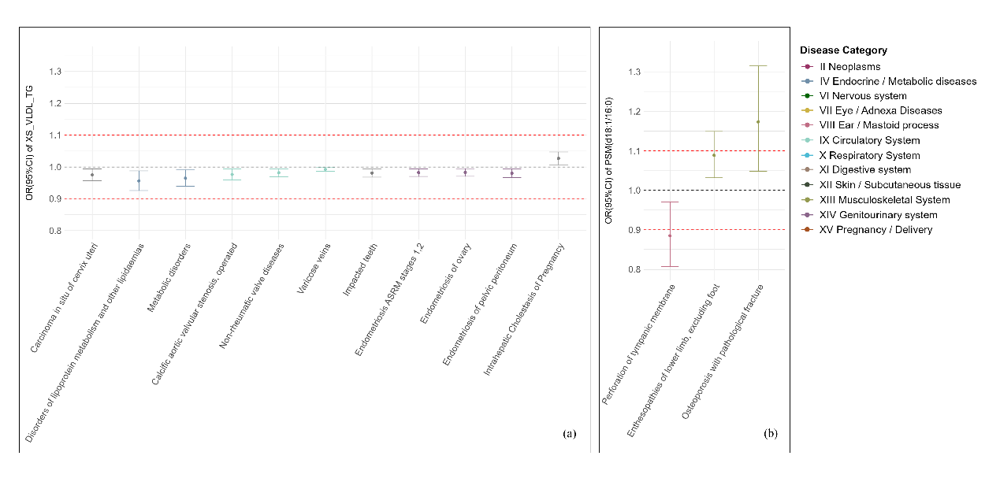 OR(95%CI) of XS_VLDL_TG
1.3
1.2
1.1
1.0
0.9
0.8
Carcinoma in situ of cervix uteri
Disorders of lipoprotein metabolism and other lipidaemias
Metabolic disorders
Calcific aortic valvular stenosis, operated
Non-rheumatic valve diseases
Varicose veins
Impacted teeth
Endometriosis ASRM stages 1,2
Endometriosis of ovary
Endometriosis of pelvic peritoneum
Intrahepatic Cholestasis of Pregnancy
(a)
OR(95%CI) of PSM(d18:1/16:0)
1.3
1.2
1.1
1.0
0.9
0.8
Perforation of tympanic membrane
Enthesopathies of lower limb, excluding foot
Osteoporosis with pathological fracture
(b)
Disease Category
II Neoplasms
IV Endocrine / Metabolic diseases
VI Nervous system
VII Eye / Adnexa Diseases
VIII Ear / Mastoid process
IX Circulatory System
X Respiratory System
XI Digestive system
XII Skin / Subcutaneous tissue
XIII Musculoskeletal System
XIV Genitourinary system
XV Pregnancy / Delivery